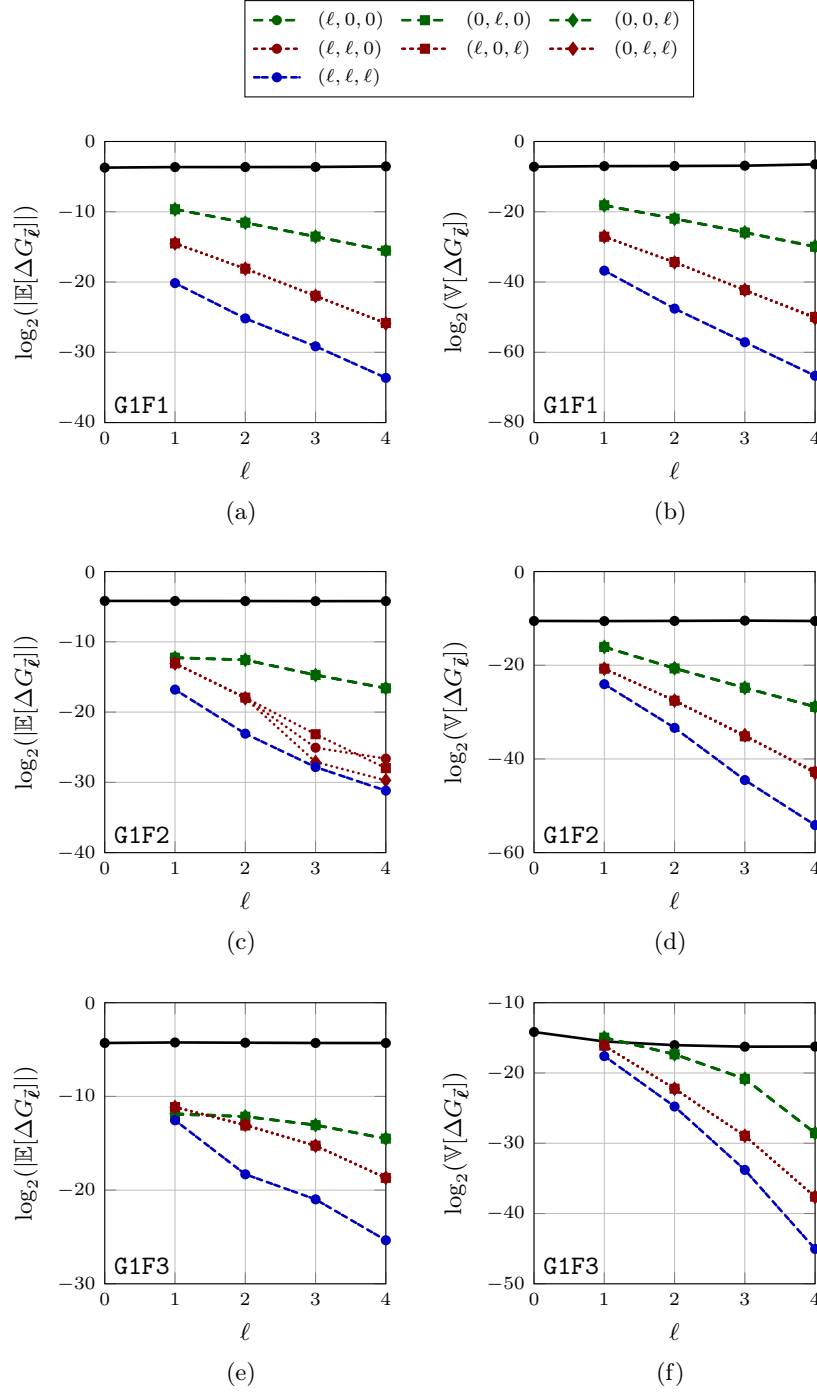 (ℓ, 0, 0) (0, ℓ, 0) (0, 0, ℓ)
(ℓ, ℓ, 0) (ℓ, 0, ℓ) (0, ℓ, ℓ)
(ℓ, ℓ, ℓ)
0
−10
−20
−30
−40
0 1 2 3 4
log₂(|𝔼[ΔG_ℓ⃗]|)
G1F1
ℓ
(a)
0
−20
−40
−60
−80
0 1 2 3 4
log₂(𝕍[ΔG_ℓ⃗])
G1F1
ℓ
(b)
0
−10
−20
−30
−40
0 1 2 3 4
log₂(|𝔼[ΔG_ℓ⃗]|)
G1F2
ℓ
(c)
0
−20
−40
−60
0 1 2 3 4
log₂(𝕍[ΔG_ℓ⃗])
G1F2
ℓ
(d)
0
−10
−20
−30
0 1 2 3 4
log₂(|𝔼[ΔG_ℓ⃗]|)
G1F3
ℓ
(e)
−10
−20
−30
−40
−50
0 1 2 3 4
log₂(𝕍[ΔG_ℓ⃗])
G1F3
ℓ
(f)